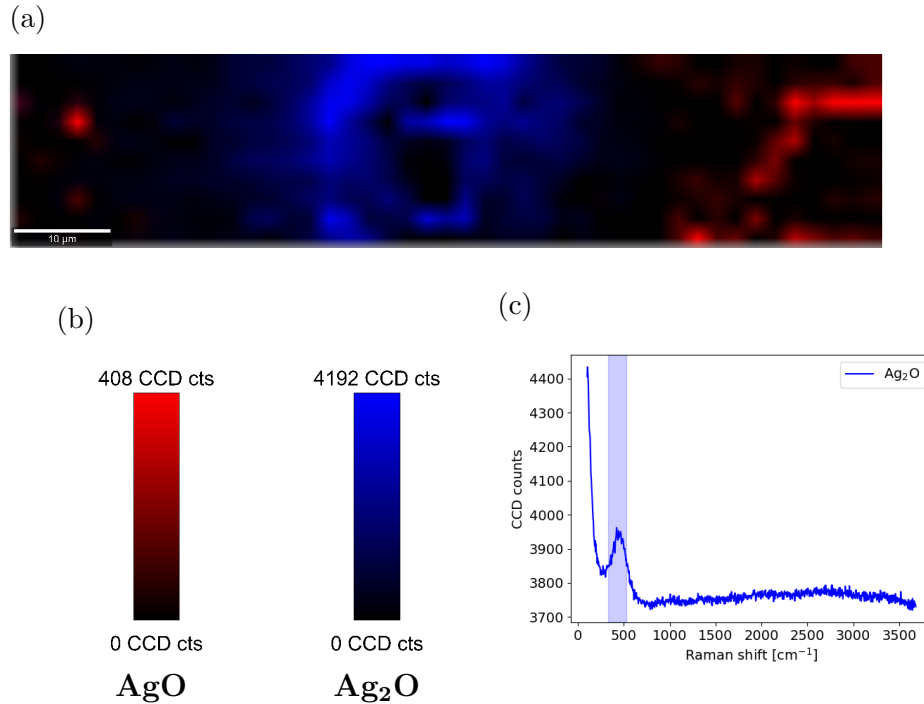 (a)
10 μm
(b)
408 CCD cts
4192 CCD cts
0 CCD cts
0 CCD cts
AgO
Ag₂O
(c)
Ag₂O
CCD counts
4400
4300
4200
4100
4000
3900
3800
3700
0 500 1000 1500 2000 2500 3000 3500
Raman shift [cm⁻¹]